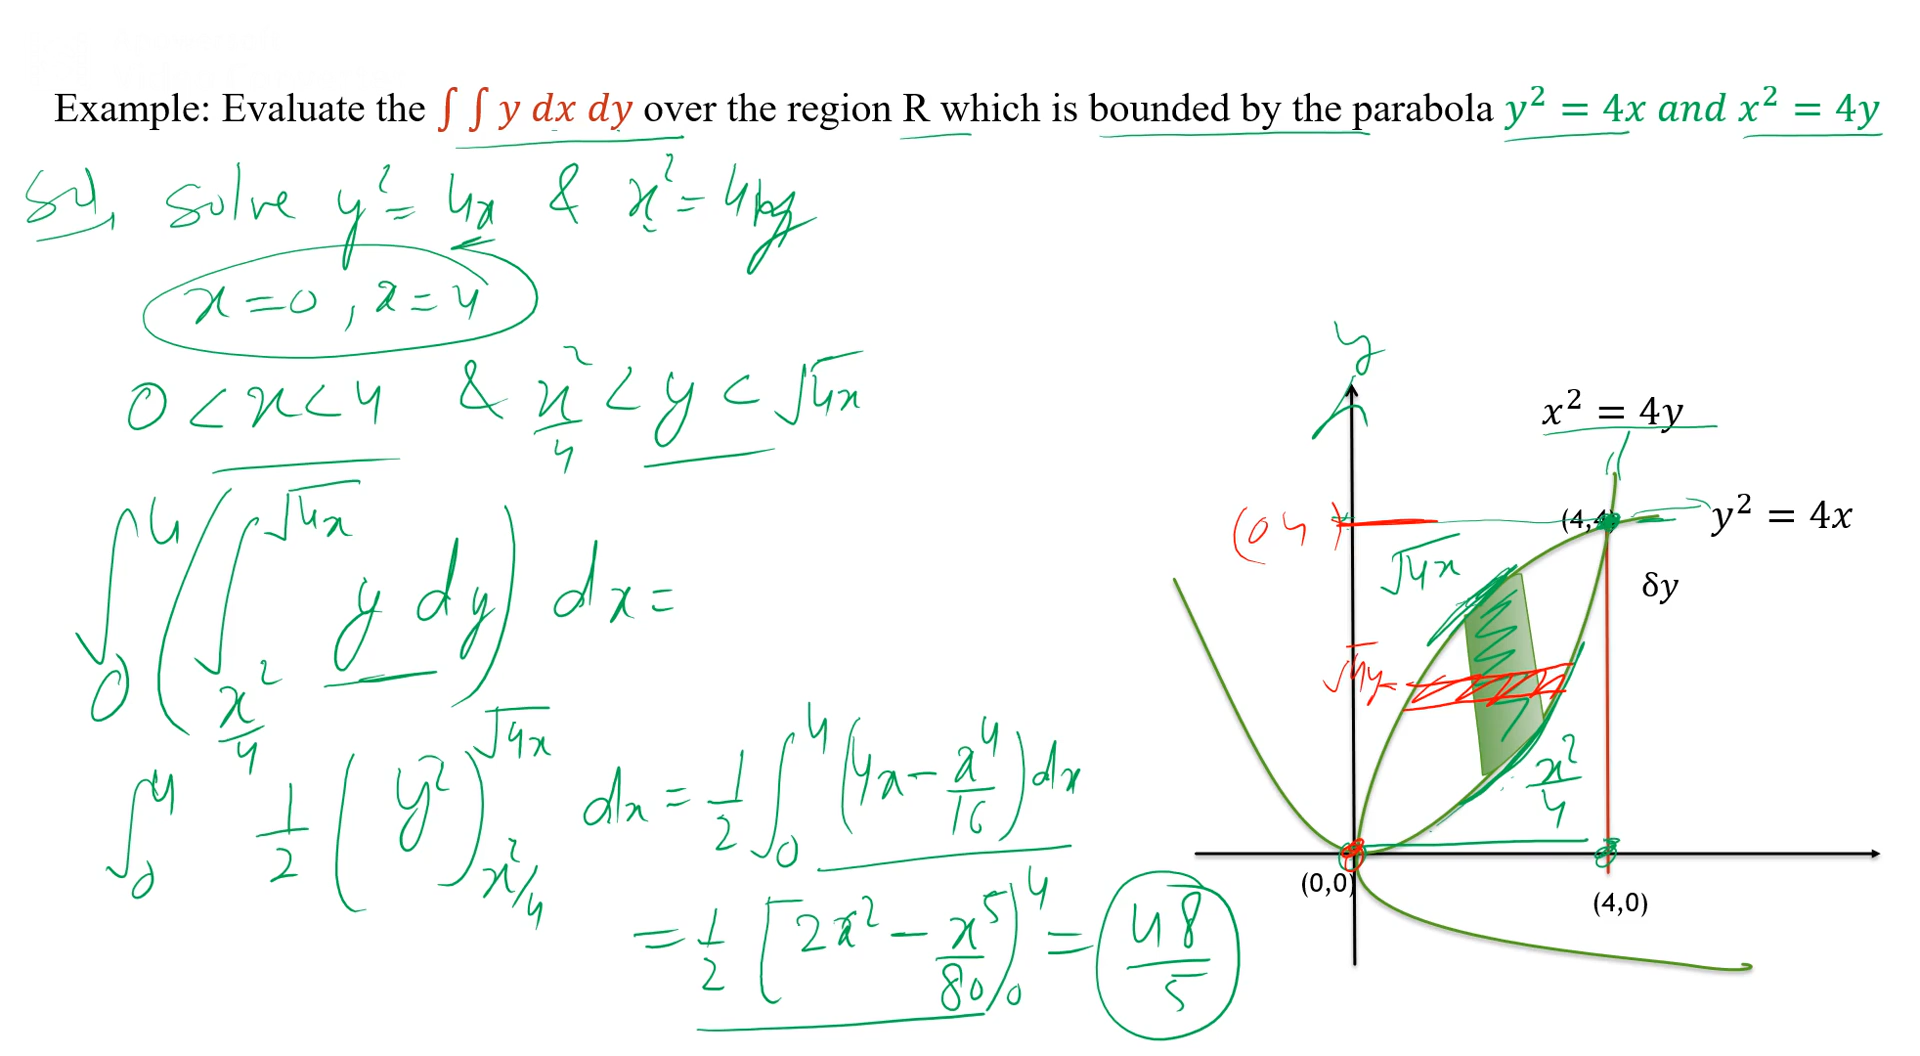 Example: Evaluate the ∫ ∫ y dx dy over the region R which is bounded by the parabola y² = 4x and x² = 4y
Sol, solve y² = 4x & x² = 4y
x = 0, x = 4
0 < x < 4 & x²/4 < y < √4x
∫₀⁴ (∫_{x²/4}^{√4x} y dy) dx =
∫₀⁴ 1/2 (y²)_{x²/4}^{√4x} dx = 1/2 ∫₀⁴ (4x - x⁴/16) dx
= 1/2 [2x² - x⁵/80]₀⁴ = 48/5
y
x² = 4y
(0 4)
(4,4)
y² = 4x
√4x
δy
√4y
x²/4
(0,0)
(4,0)